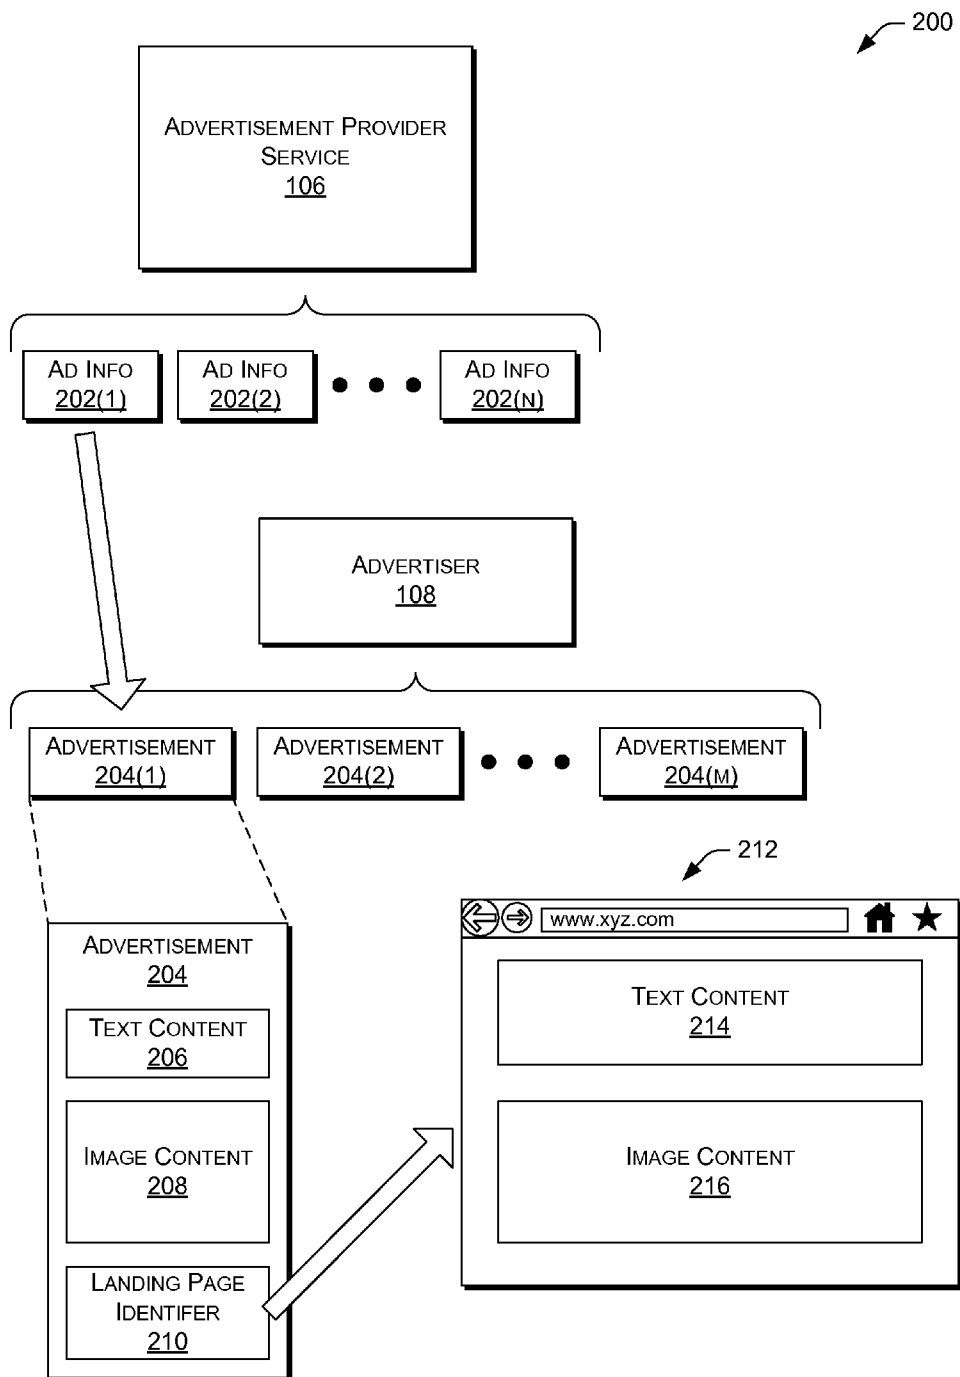 200
ADVERTISEMENT PROVIDER
SERVICE
106
AD INFO
202(1)
AD INFO
202(2)
AD INFO
202(N)
ADVERTISER
108
ADVERTISEMENT
204(1)
ADVERTISEMENT
204(2)
ADVERTISEMENT
204(M)
212
ADVERTISEMENT
204
TEXT CONTENT
206
IMAGE CONTENT
208
LANDING PAGE
IDENTIFER
210
www.xyz.com
TEXT CONTENT
214
IMAGE CONTENT
216